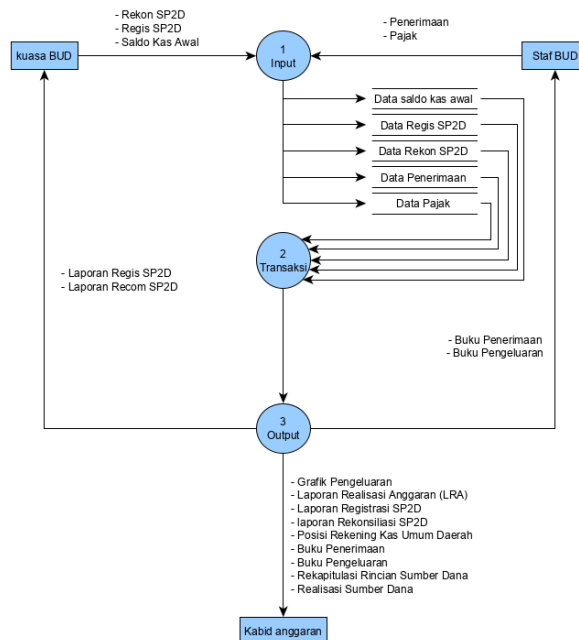 - Rekon SP2D
- Regis SP2D
- Saldo Kas Awal
- Penerimaan
- Pajak
kuasa BUD
1
Input
Staf BUD
Data saldo kas awal
Data Regis SP2D
Data Rekon SP2D
Data Penerimaan
Data Pajak
2
Transaksi
- Laporan Regis SP2D
- Laporan Recom SP2D
- Buku Penerimaan
- Buku Pengeluaran
3
Output
- Grafik Pengeluaran
- Laporan Realisasi Anggaran (LRA)
- Laporan Registrasi SP2D
- laporan Rekonsiliasi SP2D
- Posisi Rekening Kas Umum Daerah
- Buku Penerimaan
- Buku Pengeluaran
- Rekapitulasi Rincian Sumber Dana
- Realisasi Sumber Dana
Kabid anggaran